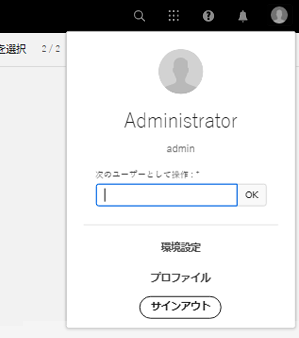 を選択 2 / 2
Administrator
admin
次のユーザーとして操作 : *
OK
環境設定
プロファイル
サインアウト